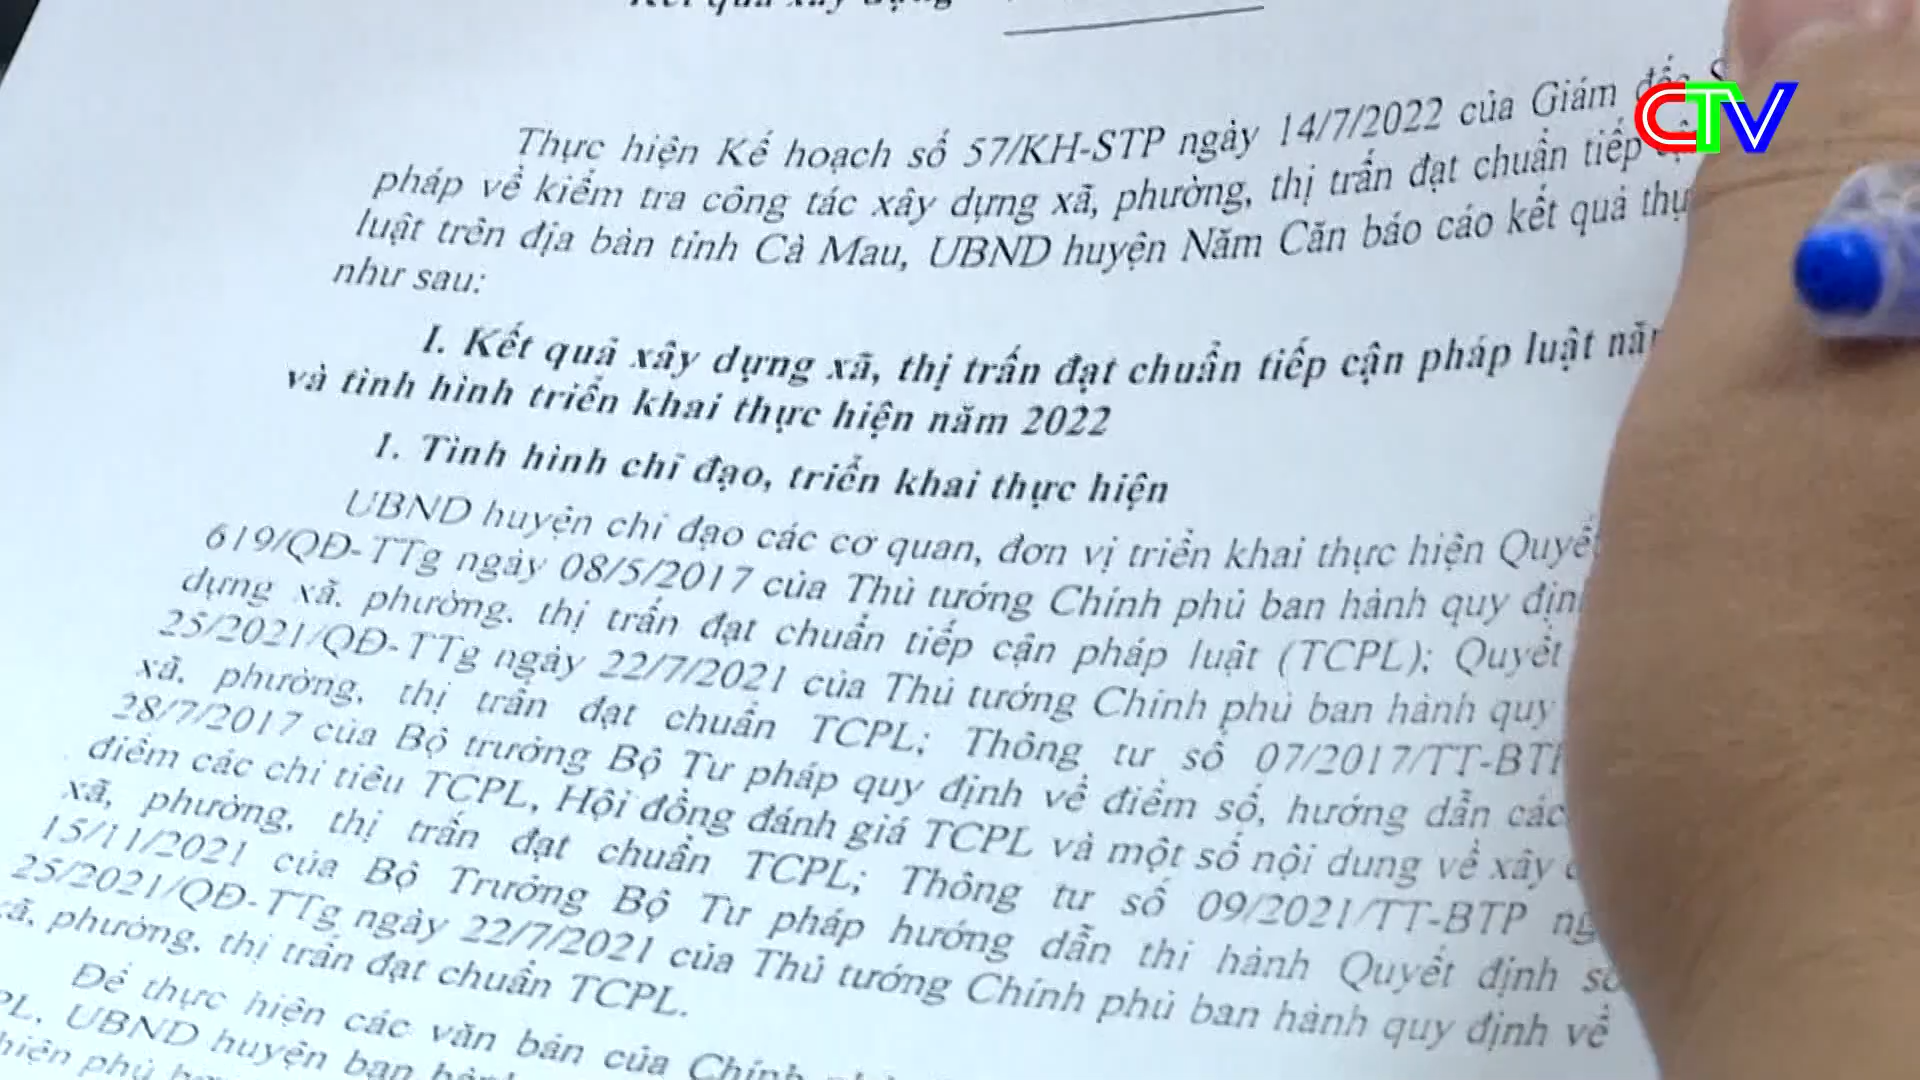 Kết quả xây dựng
Thực hiện Kế hoạch số 57/KH-STP ngày 14/7/2022 của Giám đốc
pháp về kiểm tra công tác xây dựng xã, phường, thị trấn đạt chuẩn tiếp
luật trên địa bàn tỉnh Cà Mau, UBND huyện Năm Căn báo cáo kết quả
như sau:
I. Kết quả xây dựng xã, thị trấn đạt chuẩn tiếp cận pháp luật
và tình hình triển khai thực hiện năm 2022
1. Tình hình chỉ đạo, triển khai thực hiện
UBND huyện chỉ đạo các cơ quan, đơn vị triển khai thực hiện
619/QĐ-TTg ngày 08/5/2017 của Thủ tướng Chính phủ ban hành quy
dựng xã, phường, thị trấn đạt chuẩn tiếp cận pháp luật (TCPL); Quyết
25/2021/QĐ-TTg ngày 22/7/2021 của Thủ tướng Chính phủ ban hành quy
xã, phường, thị trấn đạt chuẩn TCPL; Thông tư số 07/2017/TT-BTP
28/7/2017 của Bộ trưởng Bộ Tư pháp quy định về điểm số, hướng dẫn các
điểm các chỉ tiêu TCPL, Hội đồng đánh giá TCPL và một số nội dung về xây
xã, phường, thị trấn đạt chuẩn TCPL; Thông tư số 09/2021/TT-BTP
15/11/2021 của Bộ Trưởng Bộ Tư pháp hướng dẫn thi hành Quyết định số
25/2021/QĐ-TTg ngày 22/7/2021 của Thủ tướng Chính phủ ban hành quy định về
xã, phường, thị trấn đạt chuẩn TCPL.
Để thực hiện các văn bản của Chính
UBND huyện ban
CTV